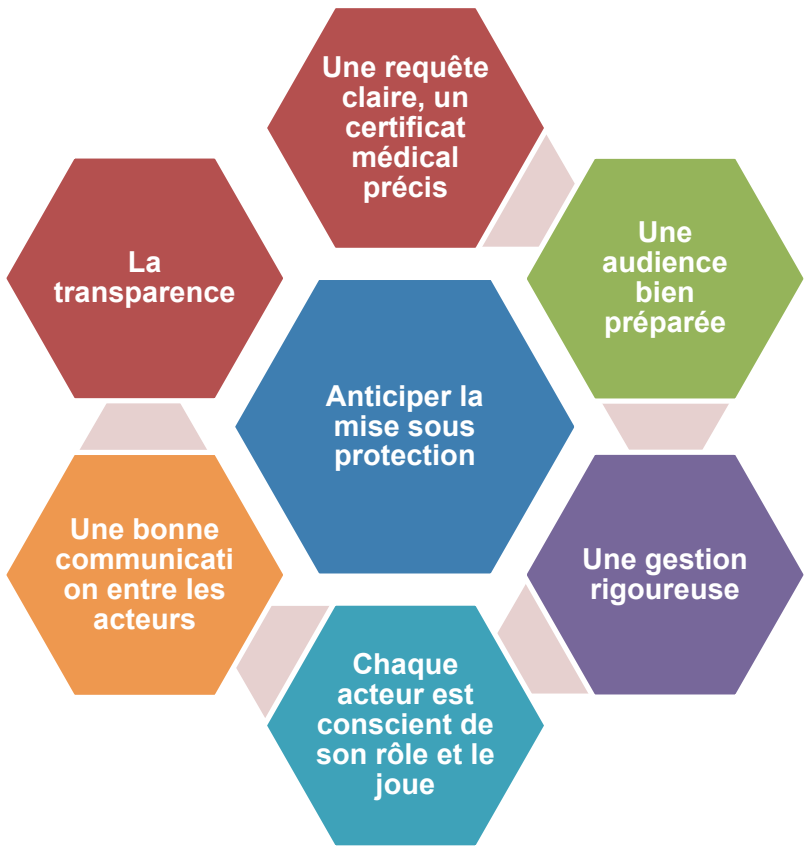 Une requête
claire, un
certificat
médical
précis
Une
audience
bien
préparée
Une gestion
rigoureuse
Chaque
acteur est
conscient de
son rôle et le
joue
Une bonne
communicati
on entre les
acteurs
La
transparence
Anticiper la
mise sous
protection